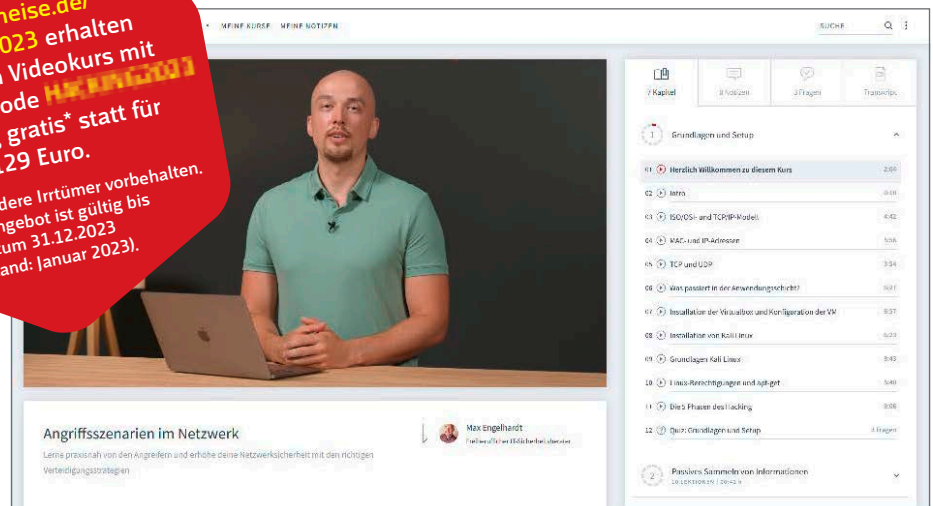 heise.de/
023 erhalten
Videokurs mit
ode
gratis* statt für
129 Euro.
dere Irrtümer vorbehalten.
ngebot ist gültig bis
um 31.12.2023
and: Januar 2023).
MEINE KURSE MEINE NOTIZEN
SUCHE
7 Kapitel
0 Notizen
3 Fragen
Transkript
1 Grundlagen und Setup
01 Herzlich Willkommen zu diesem Kurs
02 Intro
03 ISO/OSI- und TCP/IP-Modell
04 MAC- und IP-Adressen
05 TCP und UDP
06 Was passiert in der Anwendungsschicht?
07 Installation der Virtualbox und Konfiguration der VM
08 Installation von Kali Linux
09 Grundlagen Kali Linux
10 Linux-Berechtigungen und apt-get
11 Die 5 Phasen des Hacking
12 Quiz: Grundlagen und Setup
2 Passives Sammeln von Informationen
Angriffsszenarien im Netzwerk
Lerne praxisnah von den Angreifern und erhöhe deine Netzwerksicherheit mit den richtigen
Verteidigungsstrategien
Max Engelhardt
Freiberuflicher IT-Sicherheitsberater